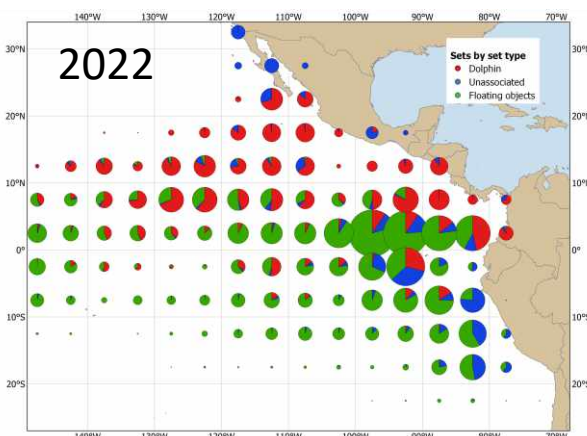 30°N
2022
Sets by set type
Dolphin
Unassociated
Floating objects
20°N
10°N
0°
10°S
20°S
140°W 130°W 120°W 110°W 100°W 90°W 80°W 70°W